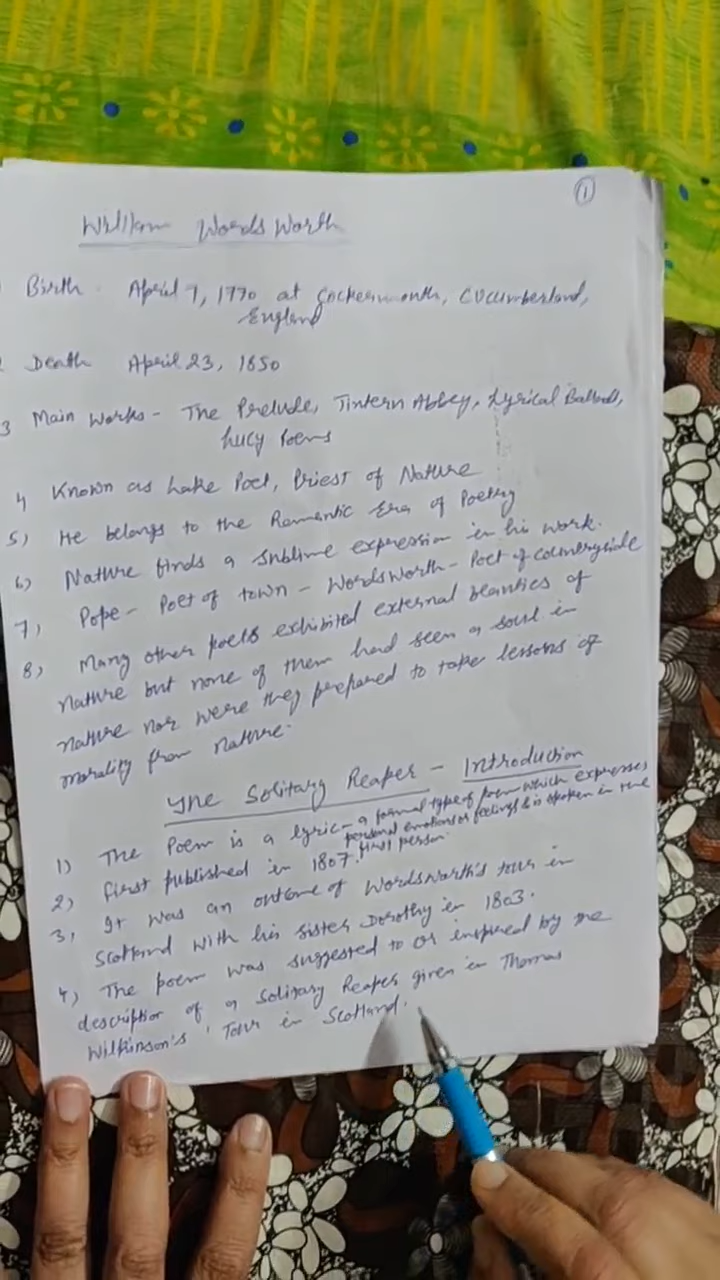 1
William WordsWorth
Birth. April 7, 1770 at Cockermouth, CUcumberland,
England
2 Death April 23, 1850
3 Main Works - The Prelude, Tintern Abbey, Lyrical Ballad,
Lucy Poems
4 Known as Lake Poet, Priest of Nature
5) He belongs to the Romantic Era of Poetry
6) Nature finds a sublime expression in his work.
7) Pope - Poet of town - WordsWorth - Poet of Countryside
8) Many other poets exhibited external beauties of
nature but none of them had seen a soul in
nature nor were they prepared to take lessons of
morality from nature.
The Solitary Reaper - Introduction
1) The Poem is a lyric - a formal type of poem which expresses
personal emotions or feelings & is spoken in the
first person.
2) First published in 1807.
3) It was an outcome of Wordsworth's tour in
Scotland with his sister Dorothy in 1803.
4) The poem was suggested to or inspired by the
description of a Solitary Reaper given in Thomas
Wilkinson's 'Tour in Scotland.